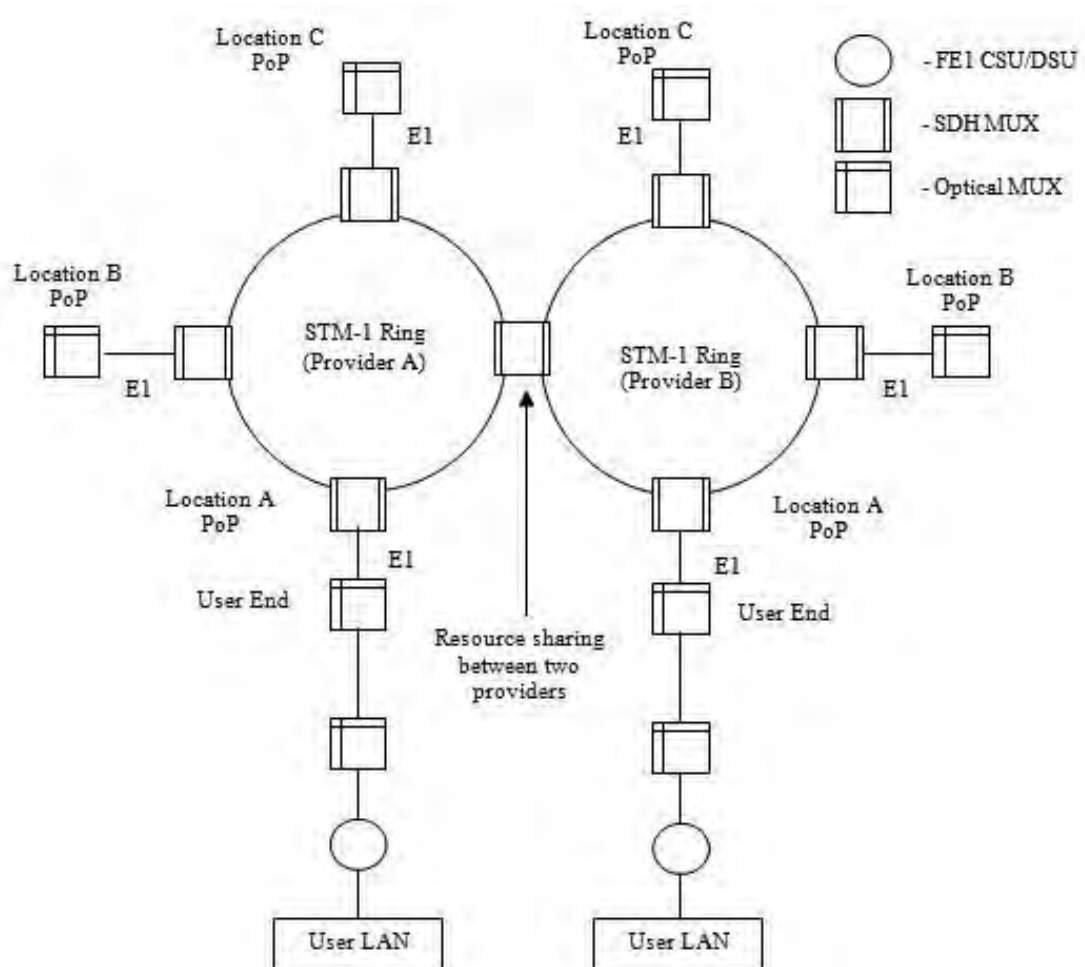 Location C
PoP
E1
Location C
PoP
E1
- FE1 CSU/DSU
- SDH MUX
- Optical MUX
Location B
PoP
E1
STM-1 Ring
(Provider A)
STM-1 Ring
(Provider B)
Location B
PoP
E1
Location A
PoP
E1
User End
Resource sharing
between two
providers
Location A
PoP
E1
User End
User LAN
User LAN